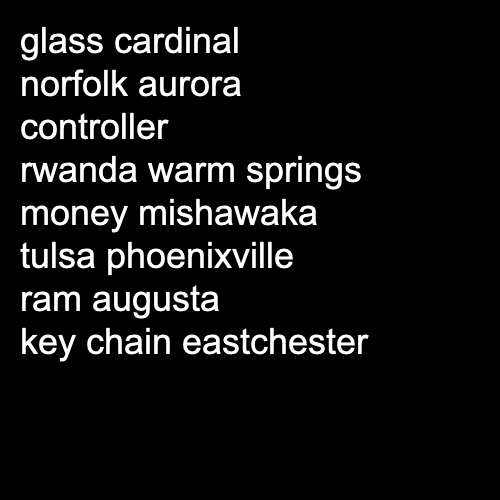 glass cardinal
norfolk aurora
controller
rwanda warm springs
money mishawaka
tulsa phoenixville
ram augusta
key chain eastchester